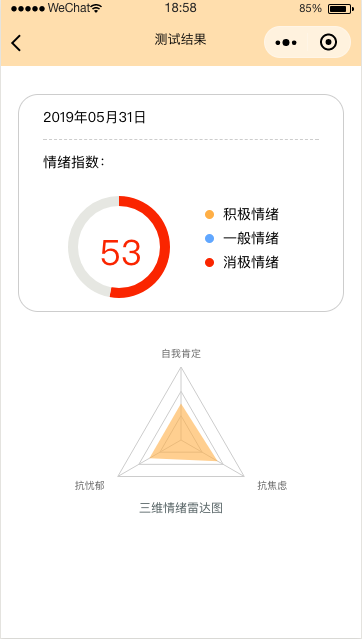 WeChat 18:58 85%
测试结果
2019年05月31日
情绪指数：
53
积极情绪
一般情绪
消极情绪
自我肯定
抗忧郁 抗焦虑
三维情绪雷达图